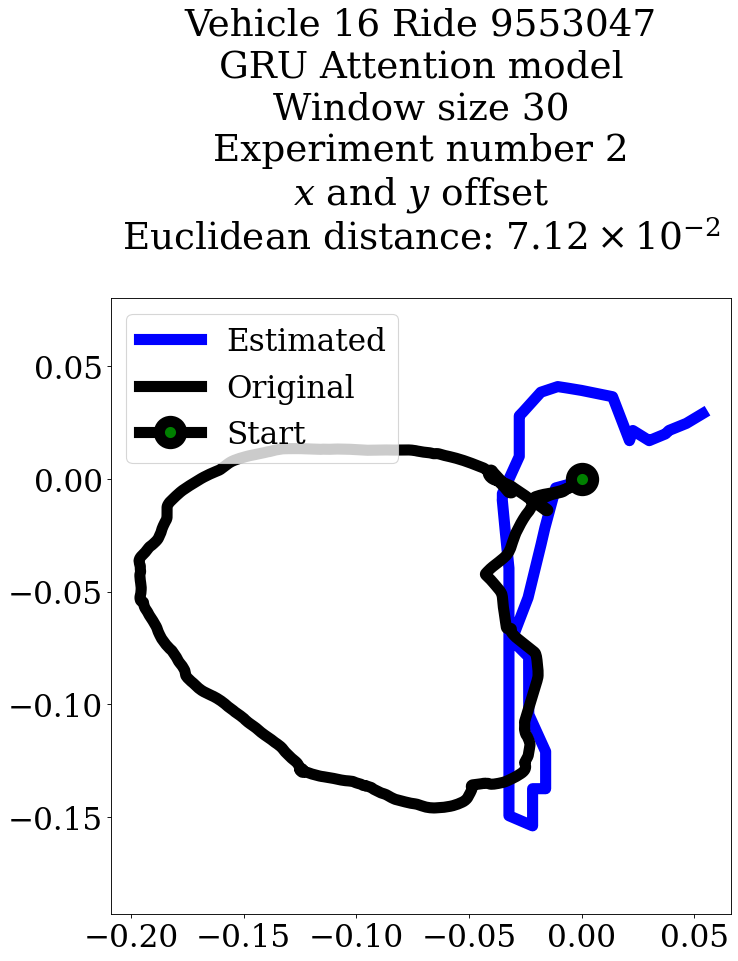 Vehicle 16 Ride 9553047
GRU Attention model
Window size 30
Experiment number 2
x and y offset
Euclidean distance: 7.12 × 10⁻²
Estimated
Original
Start
0.05
0.00
−0.05
−0.10
−0.15
−0.20 −0.15 −0.10 −0.05 0.00 0.05